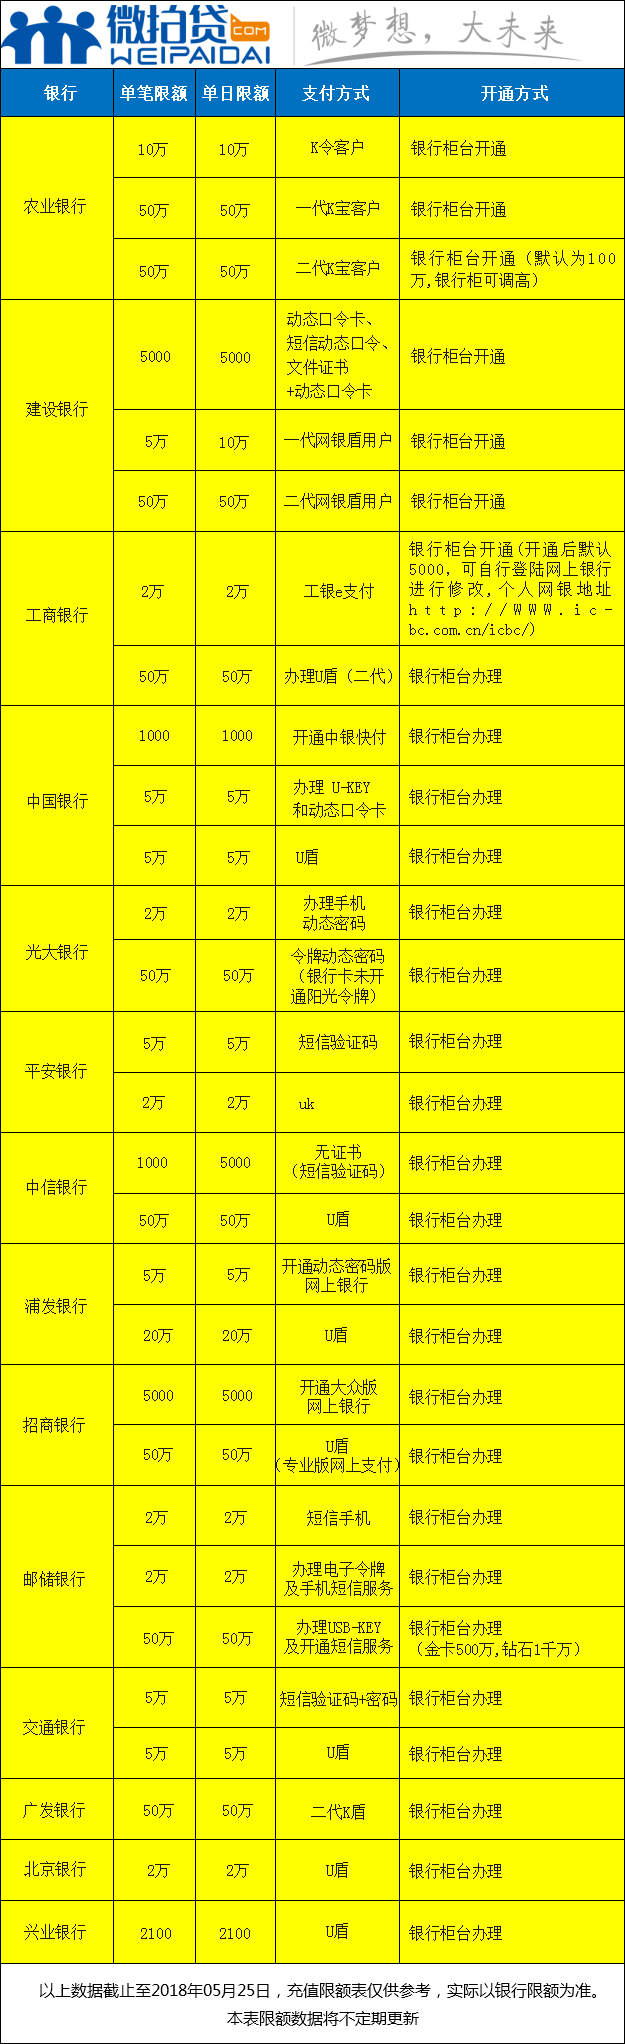 微拍贷.COM
WEIPAIDAI
微梦想，大未来
银行 单笔限额 单日限额 支付方式 开通方式
农业银行
10万 10万 K令客户 银行柜台开通
50万 50万 一代K宝客户 银行柜台开通
50万 50万 二代K宝客户 银行柜台开通（默认为100
万,银行柜可调高）
建设银行
5000 5000 动态口令卡、
短信动态口令、
文件证书
+动态口令卡
银行柜台开通
5万 10万 一代网银盾用户 银行柜台开通
50万 50万 二代网银盾用户 银行柜台开通
工商银行
2万 2万 工银e支付 银行柜台开通(开通后默认
5000，可自行登陆网上银行
进行修改,个人网银地址
http://WWW.ic-
bc.com.cn/icbc/)
50万 50万 办理U盾（二代） 银行柜台办理
中国银行
1000 1000 开通中银快付 银行柜台办理
5万 5万 办理 U-KEY
和动态口令卡
银行柜台办理
5万 5万 U盾 银行柜台办理
光大银行
2万 2万 办理手机
动态密码
银行柜台办理
50万 50万 令牌动态密码
（银行卡未开
通阳光令牌）
银行柜台办理
平安银行
5万 5万 短信验证码 银行柜台办理
2万 2万 uk 银行柜台办理
中信银行
1000 5000 无证书
（短信验证码）
银行柜台办理
50万 50万 U盾 银行柜台办理
浦发银行
5万 5万 开通动态密码版
网上银行
银行柜台办理
20万 20万 U盾 银行柜台办理
招商银行
5000 5000 开通大众版
网上银行
银行柜台办理
50万 50万 U盾
（专业版网上支付）
银行柜台办理
邮储银行
2万 2万 短信手机 银行柜台办理
2万 2万 办理电子令牌
及手机短信服务
银行柜台办理
50万 50万 办理USB-KEY
及开通短信服务
银行柜台办理
（金卡500万,钻石1千万）
交通银行
5万 5万 短信验证码+密码 银行柜台办理
5万 5万 U盾 银行柜台办理
广发银行 50万 50万 二代K盾 银行柜台办理
北京银行 2万 2万 U盾 银行柜台办理
兴业银行 2100 2100 U盾 银行柜台办理
以上数据截止至2018年05月25日，充值限额表仅供参考，实际以银行限额为准。
本表限额数据将不定期更新